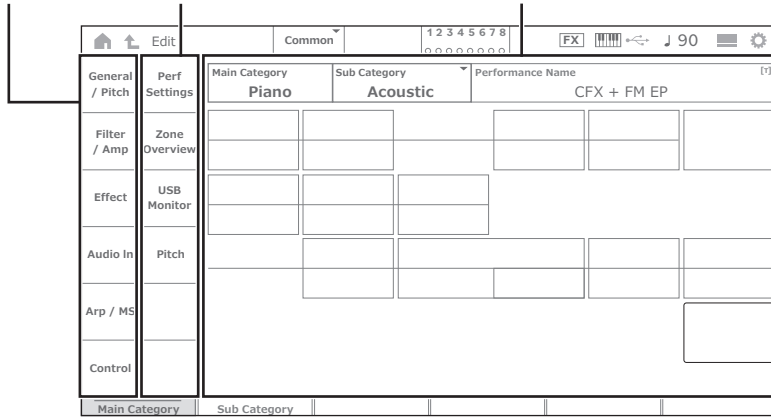 Edit
Common
1 2 3 4 5 6 7 8
FX
♩ 90
General / Pitch
Filter / Amp
Effect
Audio In
Arp / MS
Control
Perf Settings
Zone Overview
USB Monitor
Pitch
Main Category
Piano
Sub Category
Acoustic
Performance Name
[T]
CFX + FM EP
Main Category
Sub Category